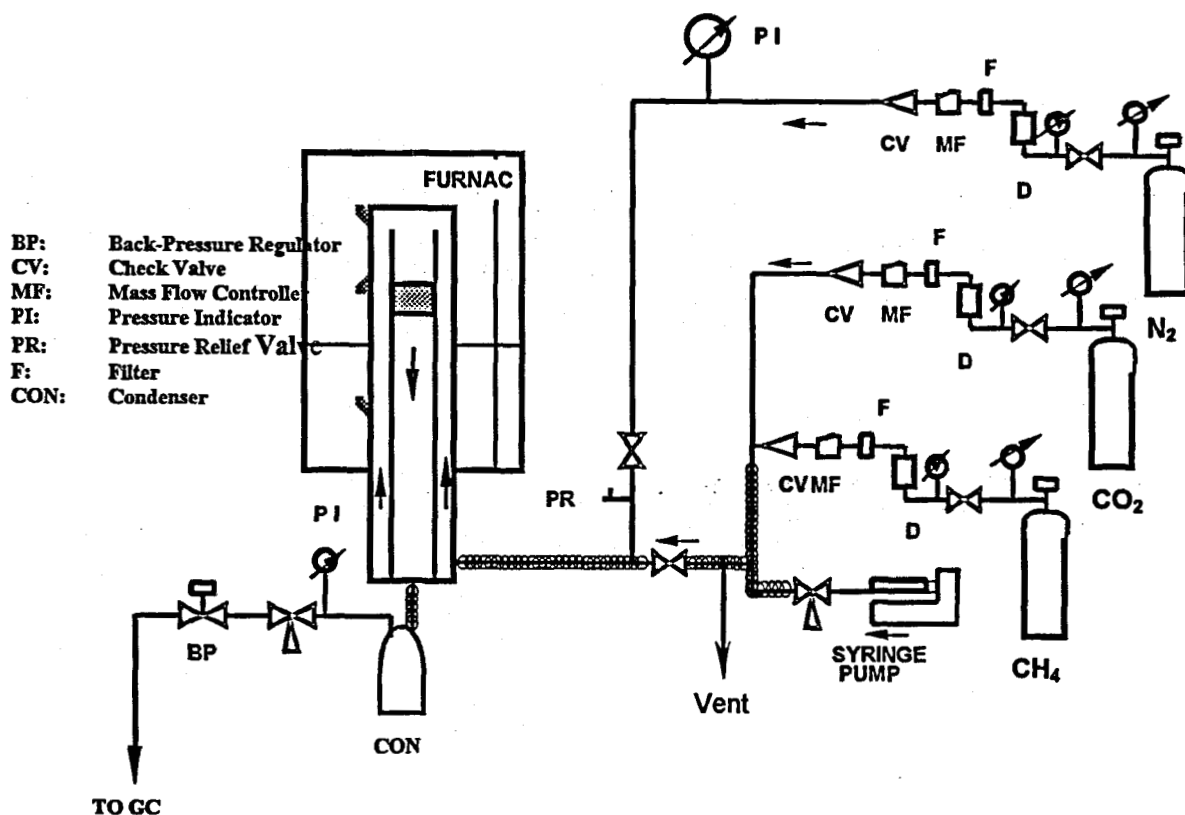 PI
F
CV MF
D
N2
FURNAC
BP: Back-Pressure Regulator
CV: Check Valve
MF: Mass Flow Controller
PI: Pressure Indicator
PR: Pressure Relief Valve
F: Filter
CON: Condenser
F
CV MF
D
CO2
F
CV MF
D
CH4
PR
PI
BP
CON
TO GC
Vent
SYRINGE
PUMP